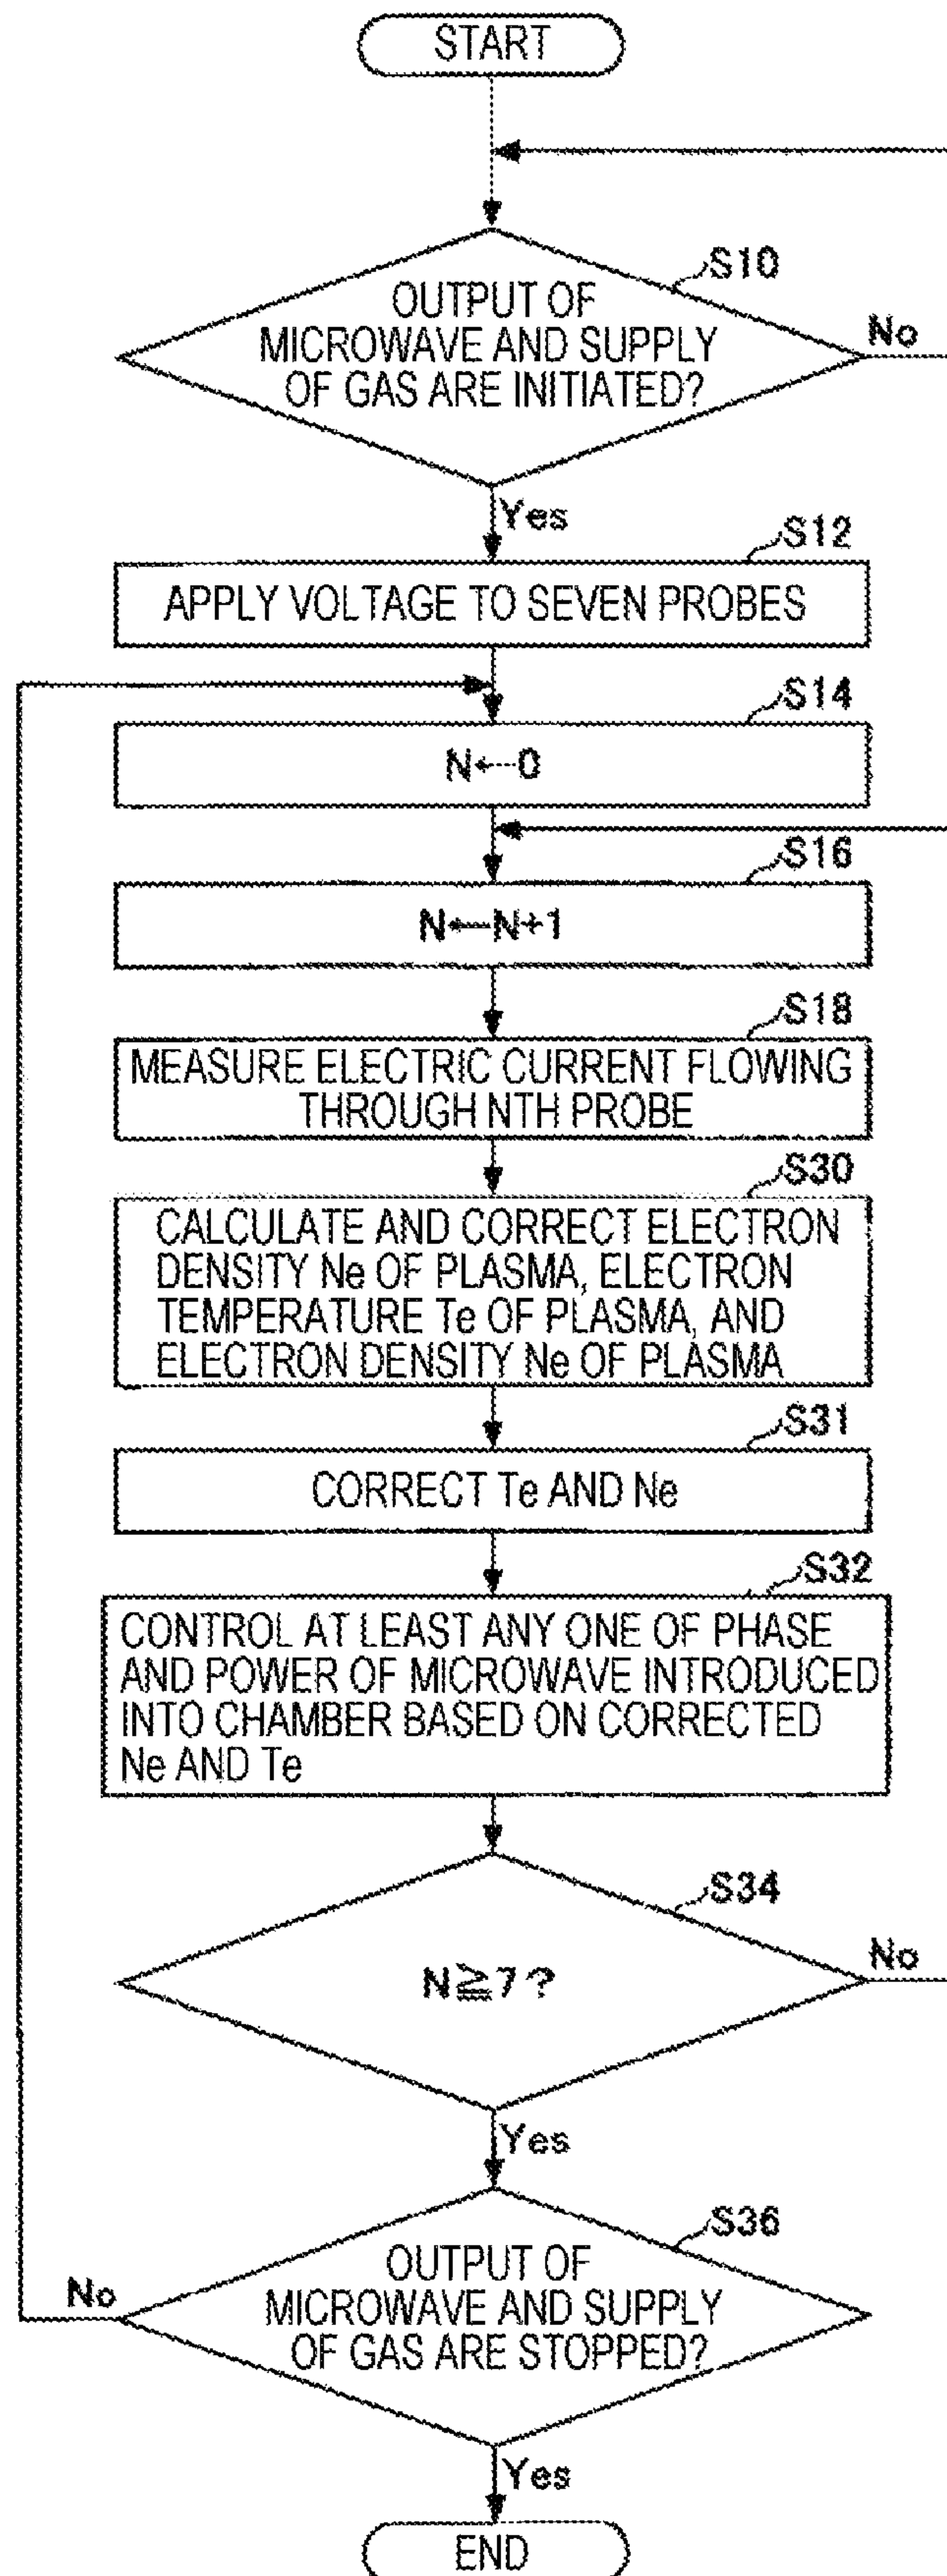 START
S10
OUTPUT OF
MICROWAVE AND SUPPLY
OF GAS ARE INITIATED?
No
Yes
S12
APPLY VOLTAGE TO SEVEN PROBES
S14
N←0
S16
N←N+1
S18
MEASURE ELECTRIC CURRENT FLOWING
THROUGH NTH PROBE
S30
CALCULATE AND CORRECT ELECTRON
DENSITY Ne OF PLASMA, ELECTRON
TEMPERATURE Te OF PLASMA, AND
ELECTRON DENSITY Ne OF PLASMA
S31
CORRECT Te AND Ne
S32
CONTROL AT LEAST ANY ONE OF PHASE
AND POWER OF MICROWAVE INTRODUCED
INTO CHAMBER BASED ON CORRECTED
Ne AND Te
S34
N≧7?
No
Yes
S36
OUTPUT OF
MICROWAVE AND SUPPLY
OF GAS ARE STOPPED?
No
Yes
END